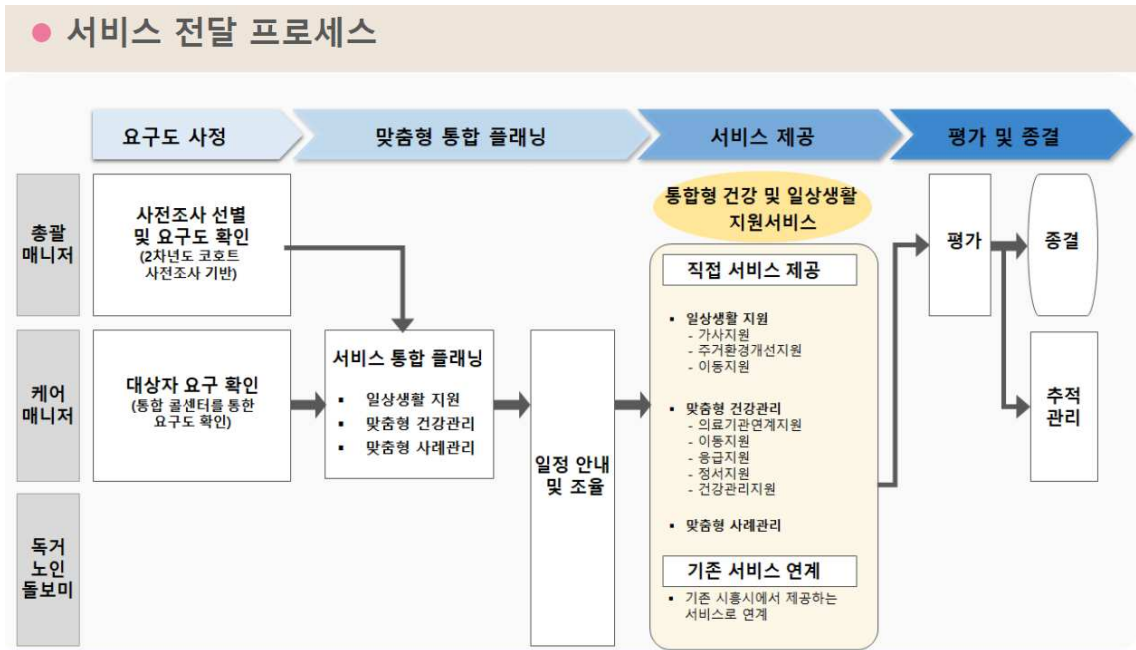 ● 서비스 전달 프로세스
요구도 사정
맞춤형 통합 플래닝
서비스 제공
평가 및 종결
총괄
매니저
사전조사 선별
및 요구도 확인
(2차년도 코호트
사전조사 기반)
케어
매니저
대상자 요구 확인
(통합 콜센터를 통한
요구도 확인)
독거
노인
돌보미
서비스 통합 플래닝
▪ 일상생활 지원
▪ 맞춤형 건강관리
▪ 맞춤형 사례관리
일정 안내
및 조율
통합형 건강 및 일상생활
지원서비스
직접 서비스 제공
▪ 일상생활 지원
- 가사지원
- 주거환경개선지원
- 이동지원
▪ 맞춤형 건강관리
- 의료기관연계지원
- 이동지원
- 응급지원
- 정서지원
- 건강관리지원
▪ 맞춤형 사례관리
기존 서비스 연계
▪ 기존 시흥시에서 제공하는
서비스로 연계
평가
종결
추적
관리